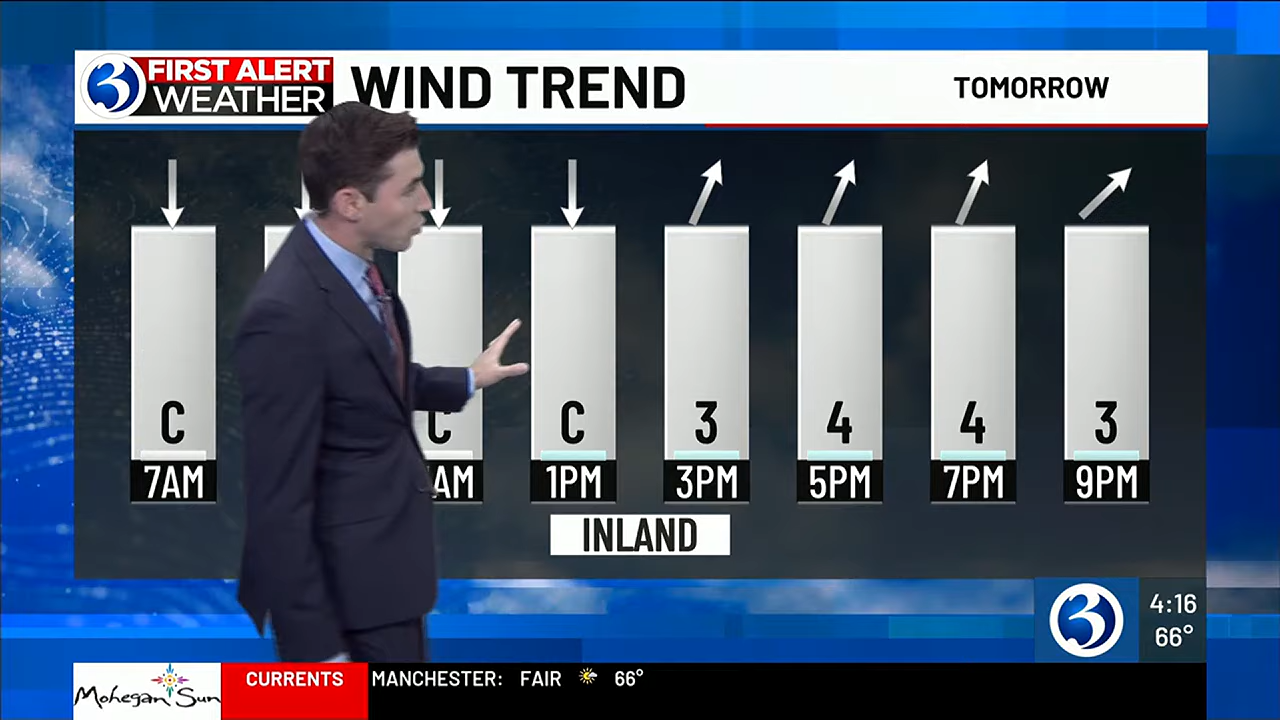 3 FIRST ALERT
WEATHER
WIND TREND
TOMORROW
C C C 3 4 4 3
7AM AM 1PM 3PM 5PM 7PM 9PM
INLAND
3
4:16
66°
Mohegan Sun
CURRENTS
MANCHESTER: FAIR 66°